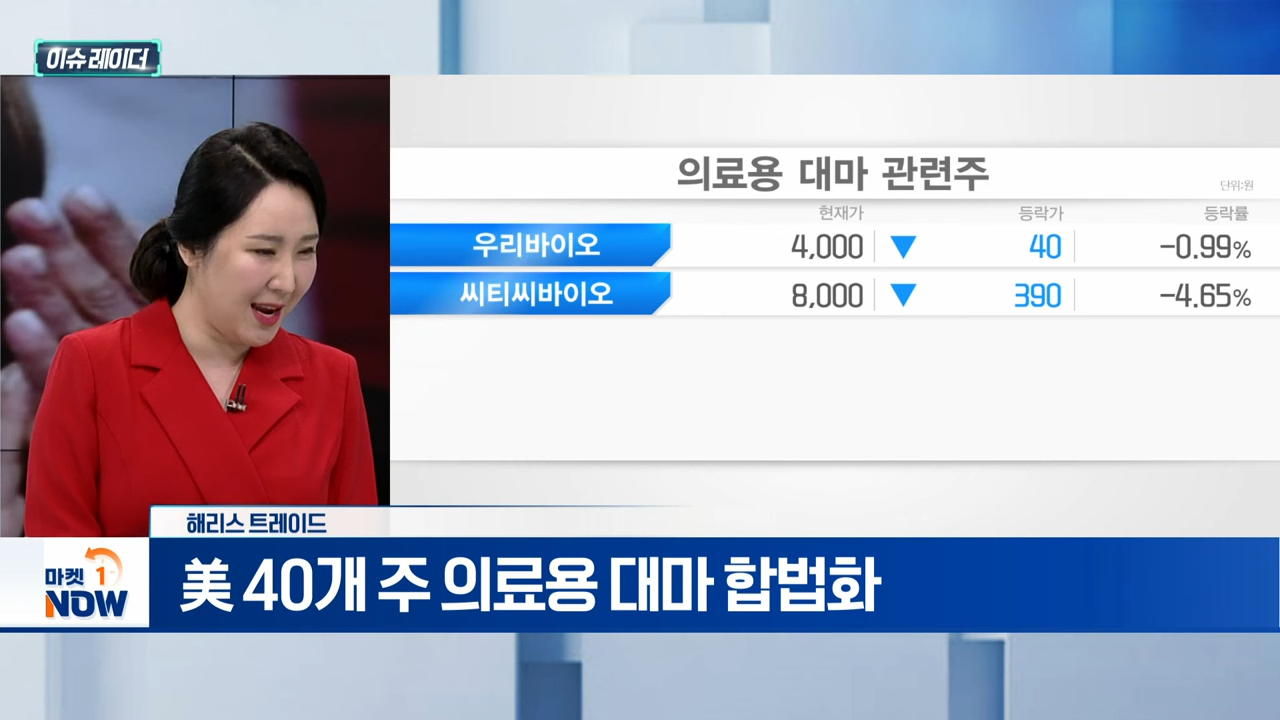 이슈 레이더
의료용 대마 관련주
단위:원
현재가 등락가 등락률
우리바이오 4,000 ▼ 40 -0.99%
씨티씨바이오 8,000 ▼ 390 -4.65%
해리스 트레이드
마켓 1
NOW
美 40개 주 의료용 대마 합법화